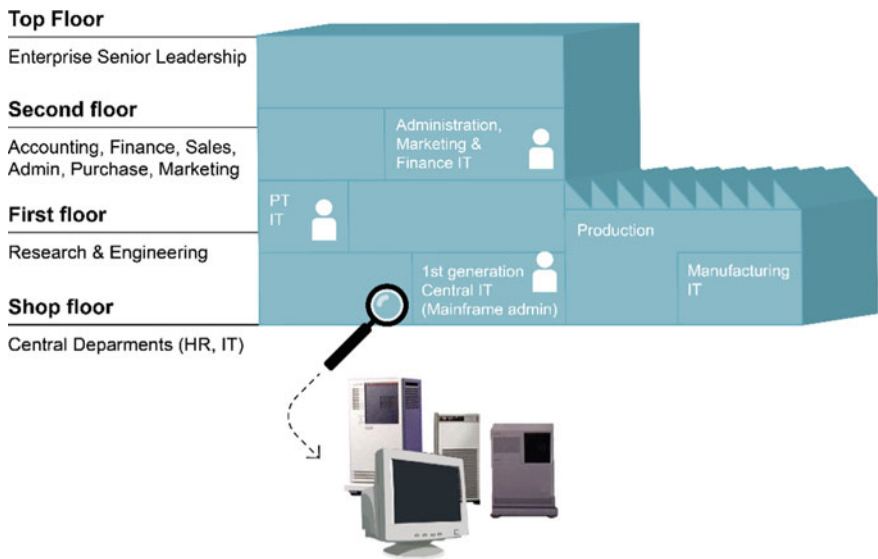 Top Floor
Enterprise Senior Leadership
Second floor
Accounting, Finance, Sales,
Admin, Purchase, Marketing
First floor
Research & Engineering
Shop floor
Central Deparments (HR, IT)
Administration,
Marketing &
Finance IT
PT
IT
1st generation
Central IT
(Mainframe admin)
Production
Manufacturing
IT